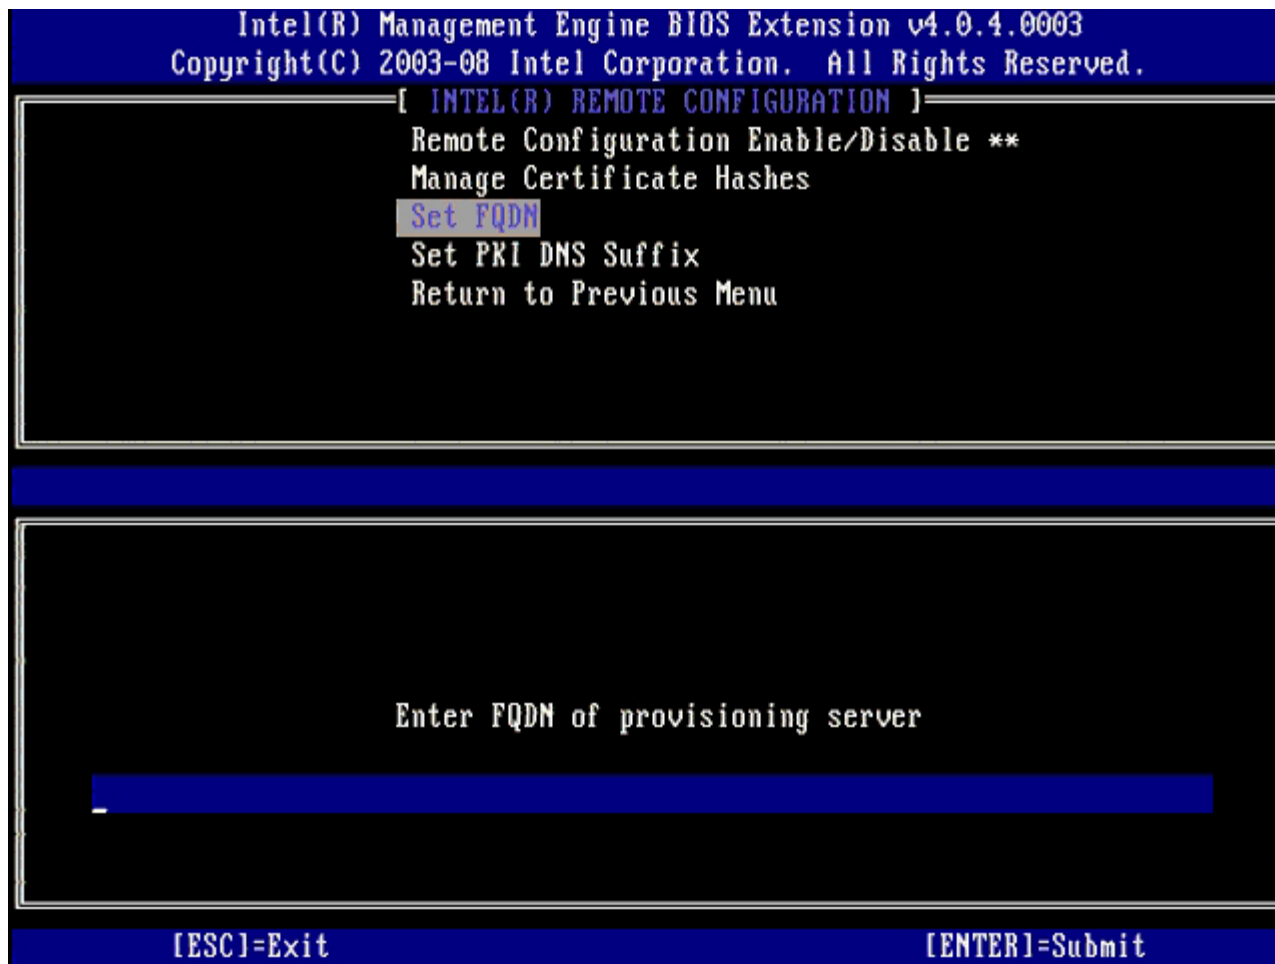 Intel(R) Management Engine BIOS Extension v4.0.4.0003
Copyright(C) 2003-08 Intel Corporation. All Rights Reserved.
[ INTEL(R) REMOTE CONFIGURATION ]
Remote Configuration Enable/Disable **
Manage Certificate Hashes
Set FQDN
Set PKI DNS Suffix
Return to Previous Menu
Enter FQDN of provisioning server
[ESC]=Exit [ENTER]=Submit